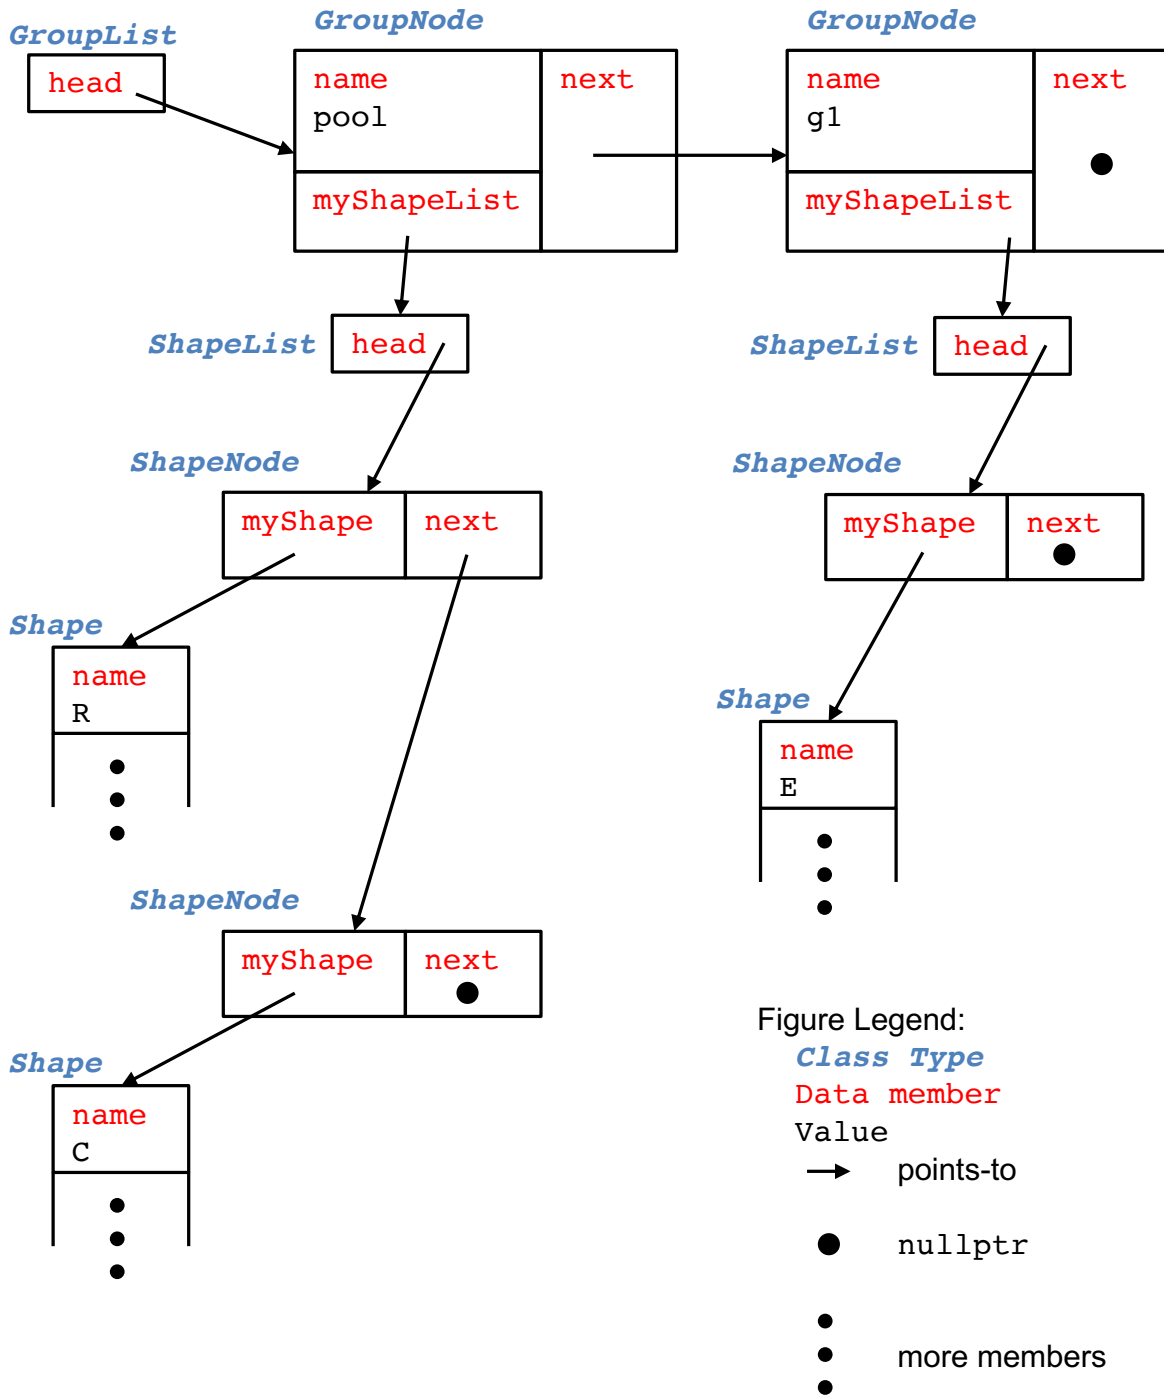 GroupList
head
GroupNode
name
pool
next
myShapeList
GroupNode
name
g1
next
myShapeList
ShapeList
head
ShapeNode
myShape
next
Shape
name
R
ShapeNode
myShape
next
Shape
name
C
ShapeList
head
ShapeNode
myShape
next
Shape
name
E
Figure Legend:
Class Type
Data member
Value
points-to
nullptr
more members